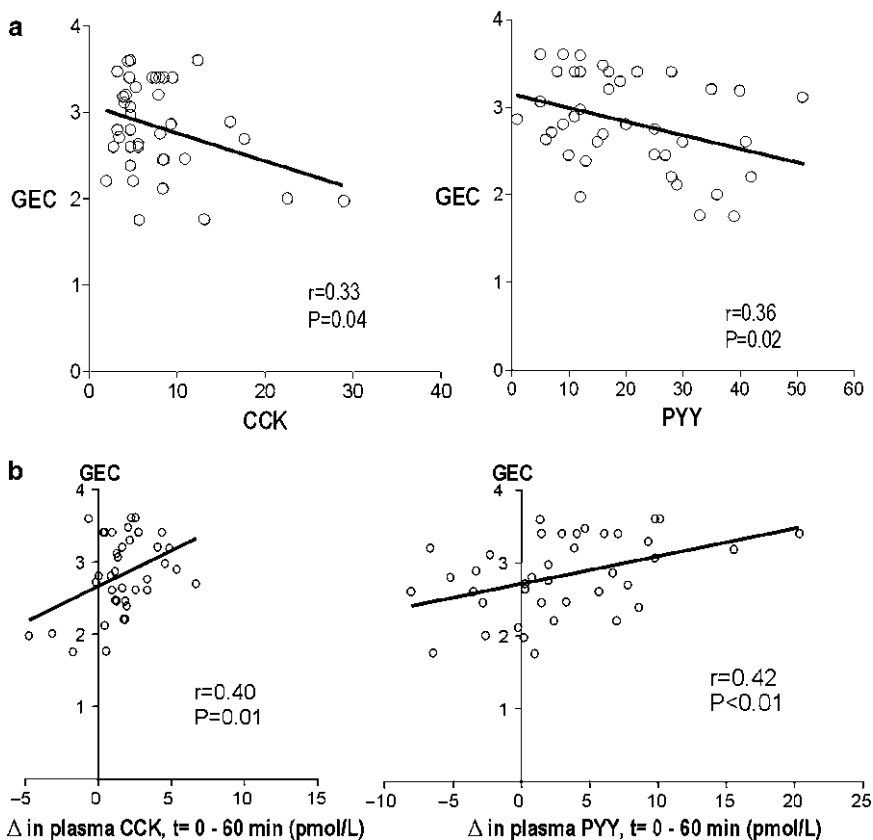 a
4
3
GEC
2
1
0
r=0.33
P=0.04
0 10 20 30 40
CCK
4
3
GEC
2
1
0
r=0.36
P=0.02
0 10 20 30 40 50 60
PYY
b
GEC
4
3
2
1
r=0.40
P=0.01
−5 0 5 10 15
Δ in plasma CCK, t= 0 - 60 min (pmol/L)
GEC
4
3
2
1
r=0.42
P<0.01
−10 −5 0 5 10 15 20 25
Δ in plasma PYY, t= 0 - 60 min (pmol/L)